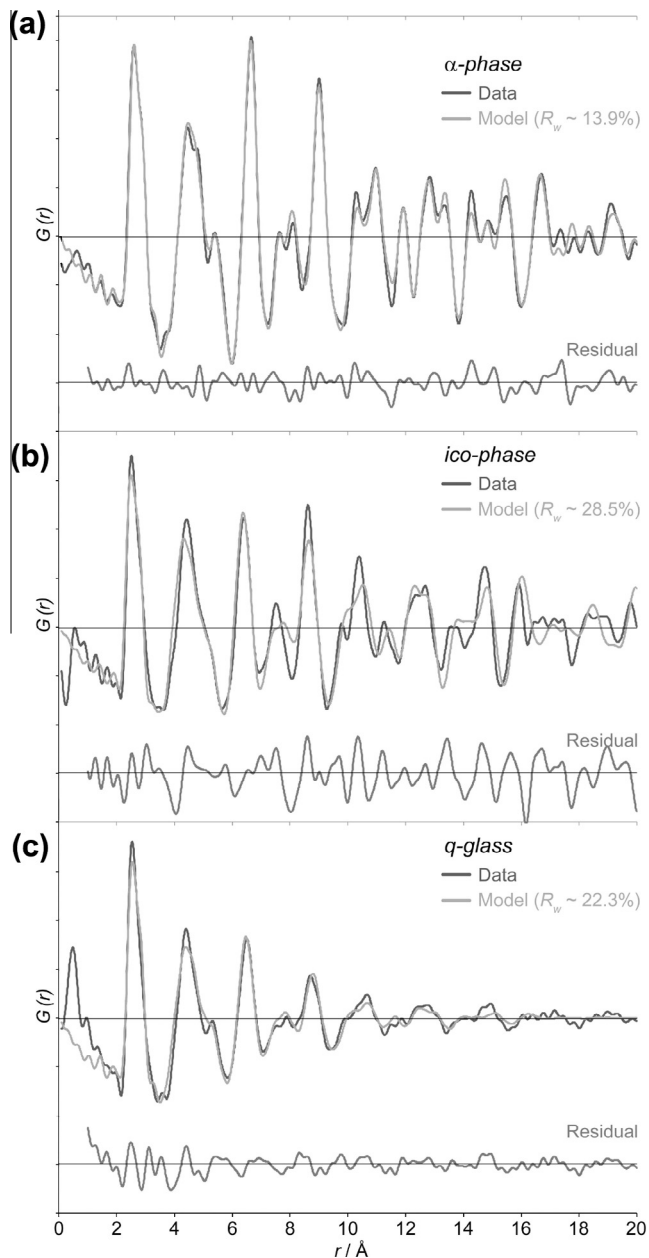 (a)
α-phase
Data
Model (Rw ~ 13.9%)
G(r)
Residual
(b)
ico-phase
Data
Model (Rw ~ 28.5%)
G(r)
Residual
(c)
q-glass
Data
Model (Rw ~ 22.3%)
G(r)
Residual
0 2 4 6 8 10 12 14 16 18 20
r / Å